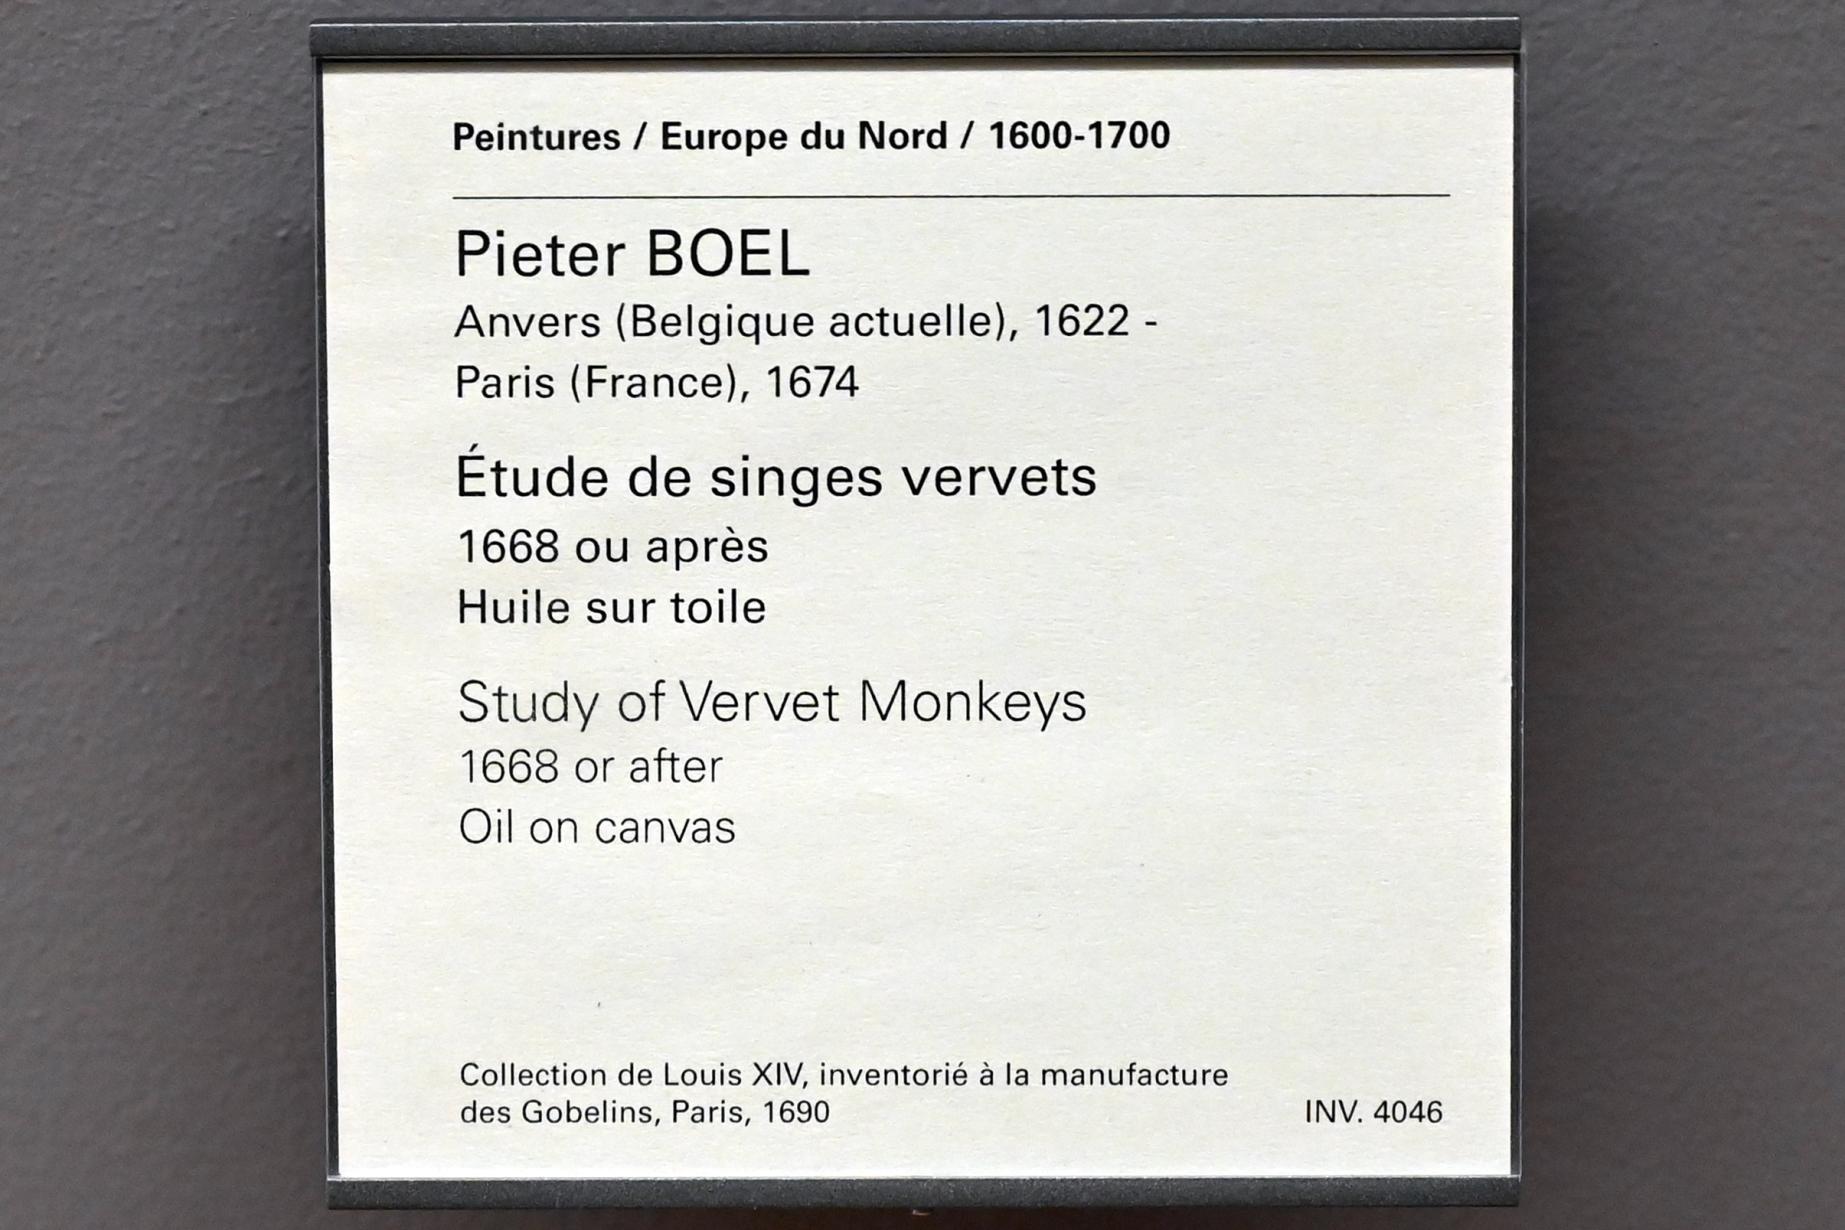 Peintures / Europe du Nord / 1600-1700
Pieter BOEL
Anvers (Belgique actuelle), 1622 -
Paris (France), 1674
Étude de singes vervets
1668 ou après
Huile sur toile
Study of Vervet Monkeys
1668 or after
Oil on canvas
Collection de Louis XIV, inventorié à la manufacture
des Gobelins, Paris, 1690
INV. 4046